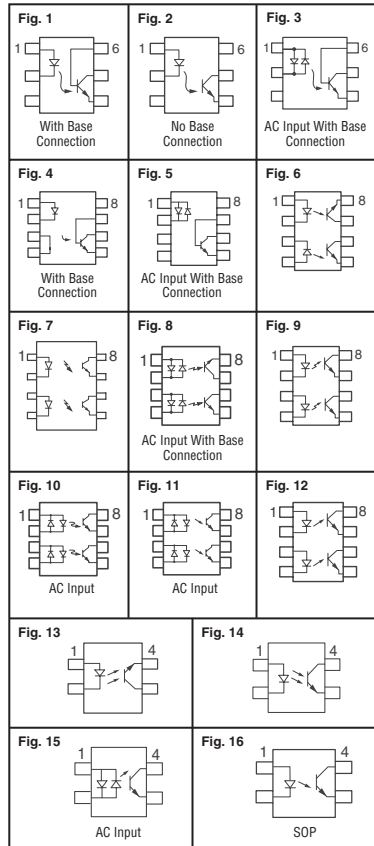 Fig. 1
1
6
With Base
Connection
Fig. 2
1
6
No Base
Connection
Fig. 3
1
6
AC Input With Base
Connection
Fig. 4
1
8
With Base
Connection
Fig. 5
1
8
AC Input With Base
Connection
Fig. 6
1
8
Fig. 7
1
8
Fig. 8
1
8
AC Input With Base
Connection
Fig. 9
1
8
Fig. 10
1
8
AC Input
Fig. 11
1
8
AC Input
Fig. 12
1
8
Fig. 13
1
4
Fig. 14
1
4
Fig. 15
1
4
AC Input
Fig. 16
1
4
SOP